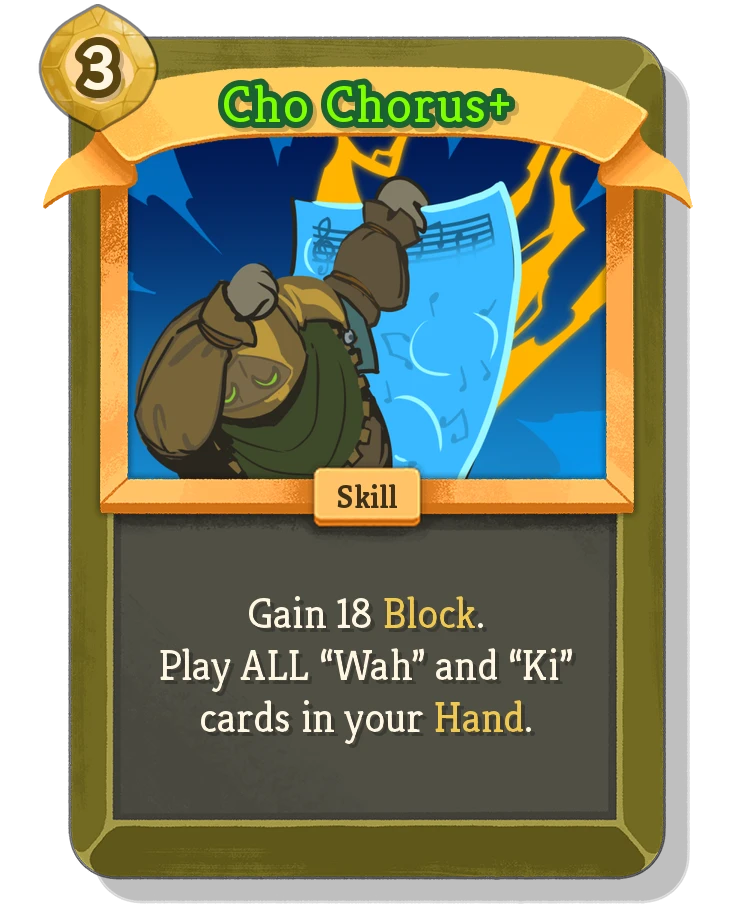 3
Cho Chorus+
Skill
Gain 18 Block.
Play ALL “Wah” and “Ki”
cards in your Hand.